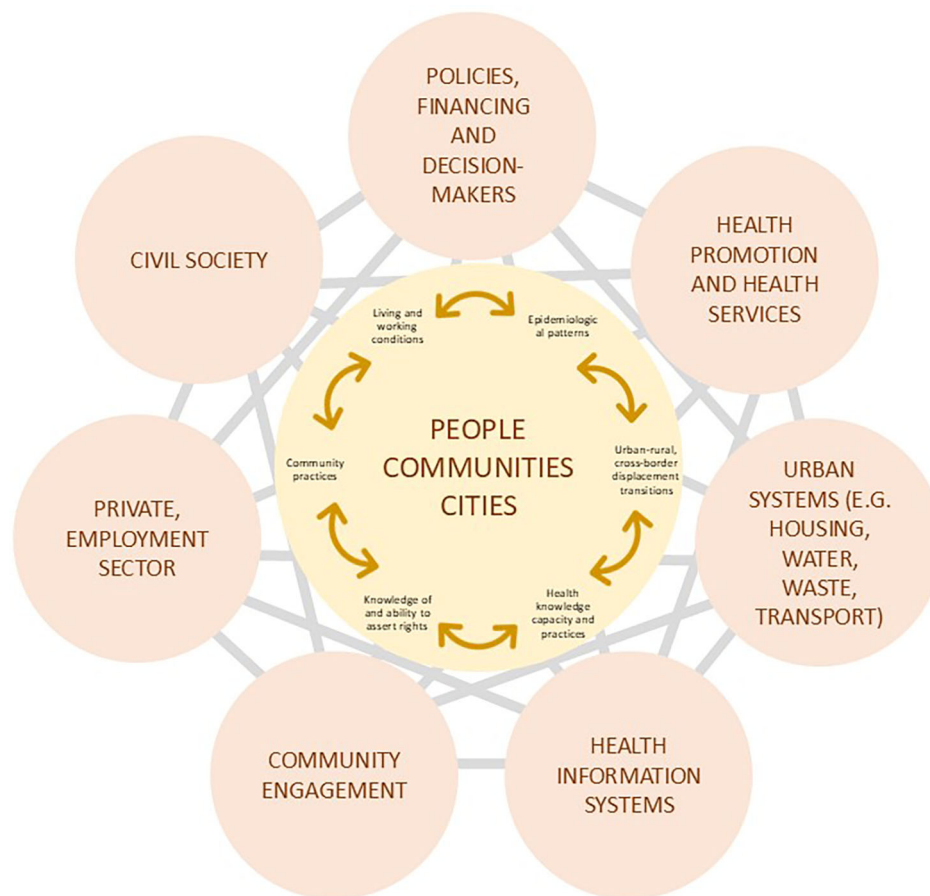 POLICIES,
FINANCING
AND
DECISION-
MAKERS
CIVIL SOCIETY
HEALTH
PROMOTION
AND HEALTH
SERVICES
Living and
working
conditions
Epidemiologic
al patterns
PEOPLE
COMMUNITIES
CITIES
Community
practices
Urban-rural,
cross-border
displacement
transitions
Knowledge of
and ability to
assert rights
Health
knowledge
capacity and
practices
PRIVATE,
EMPLOYMENT
SECTOR
URBAN
SYSTEMS (E.G.
HOUSING,
WATER,
WASTE,
TRANSPORT)
COMMUNITY
ENGAGEMENT
HEALTH
INFORMATION
SYSTEMS